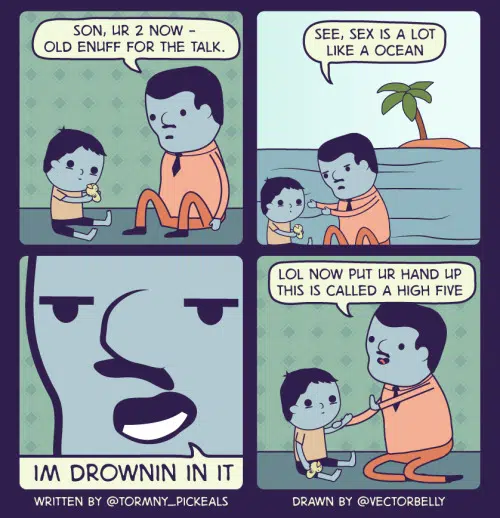 SON, UR 2 NOW -
OLD ENUFF FOR THE TALK.
SEE, SEX IS A LOT
LIKE A OCEAN
IM DROWNIN IN IT
LOL NOW PUT UR HAND UP
THIS IS CALLED A HIGH FIVE
WRITTEN BY @TORMNY_PICKEALS
DRAWN BY @VECTORBELLY